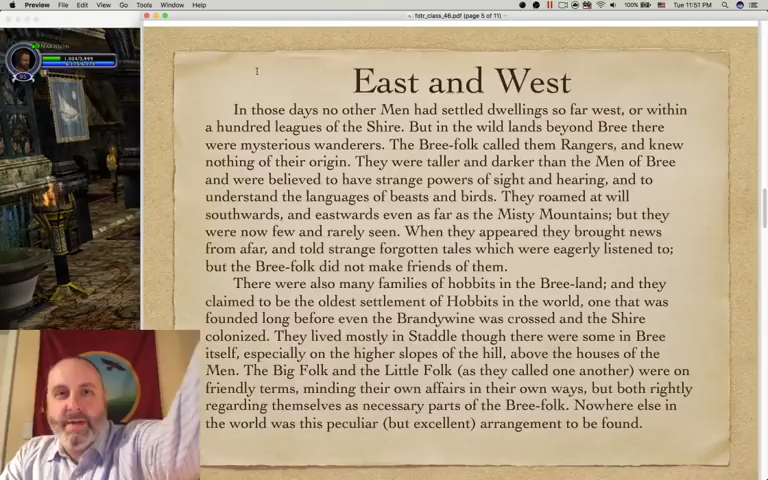 Preview File Edit View Go Tools Window Help
100% Tue 11:51 PM
fotr_class_46.pdf (page 5 of 11)
East and West
In those days no other Men had settled dwellings so far west, or within
a hundred leagues of the Shire. But in the wild lands beyond Bree there
were mysterious wanderers. The Bree-folk called them Rangers, and knew
nothing of their origin. They were taller and darker than the Men of Bree
and were believed to have strange powers of sight and hearing, and to
understand the languages of beasts and birds. They roamed at will
southwards, and eastwards even as far as the Misty Mountains; but they
were now few and rarely seen. When they appeared they brought news
from afar, and told strange forgotten tales which were eagerly listened to;
but the Bree-folk did not make friends of them.
There were also many families of hobbits in the Bree-land; and they
claimed to be the oldest settlement of Hobbits in the world, one that was
founded long before even the Brandywine was crossed and the Shire
colonized. They lived mostly in Staddle though there were some in Bree
itself, especially on the higher slopes of the hill, above the houses of the
Men. The Big Folk and the Little Folk (as they called one another) were on
friendly terms, minding their own affairs in their own ways, but both rightly
regarding themselves as necessary parts of the Bree-folk. Nowhere else in
the world was this peculiar (but excellent) arrangement to be found.